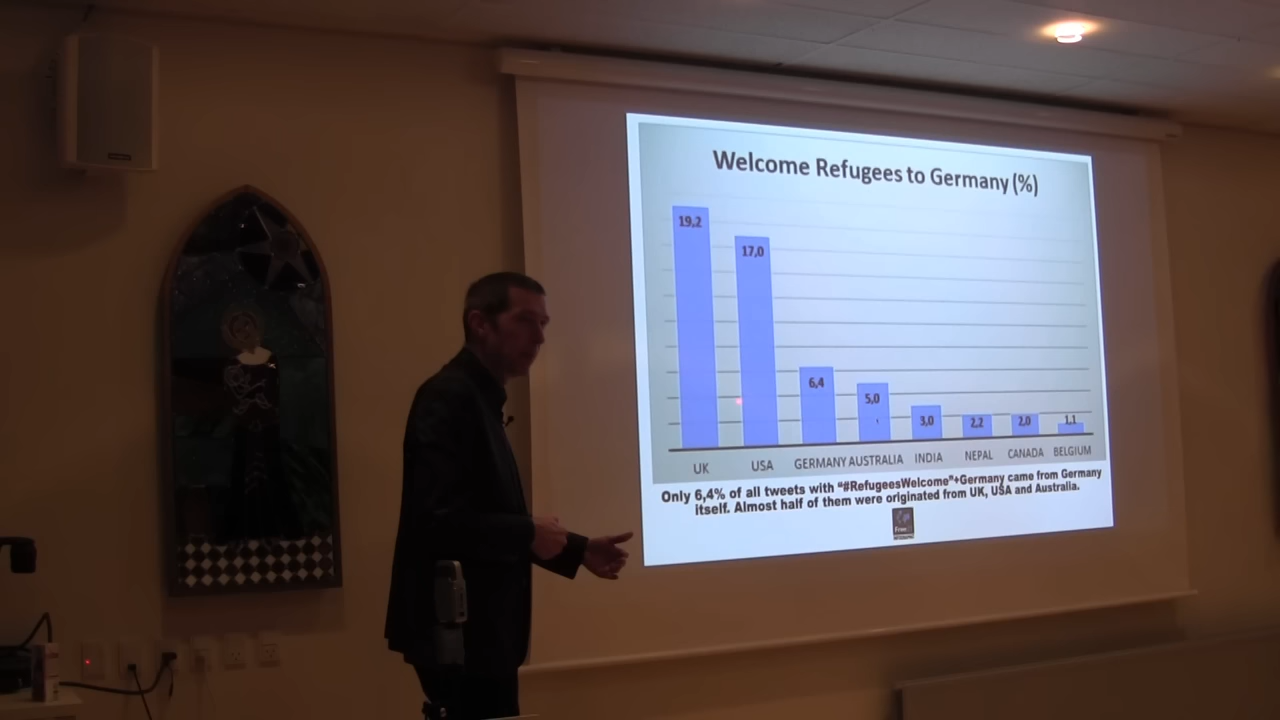 Welcome Refugees to Germany (%)
19,2
17,0
6,4
5,0
3,0
2,2
2,0
1,1
UK USA GERMANY AUSTRALIA INDIA NEPAL CANADA BELGIUM
Only 6,4% of all tweets with “#RefugeesWelcome”+Germany came from Germany
itself. Almost half of them were originated from UK, USA and Australia.